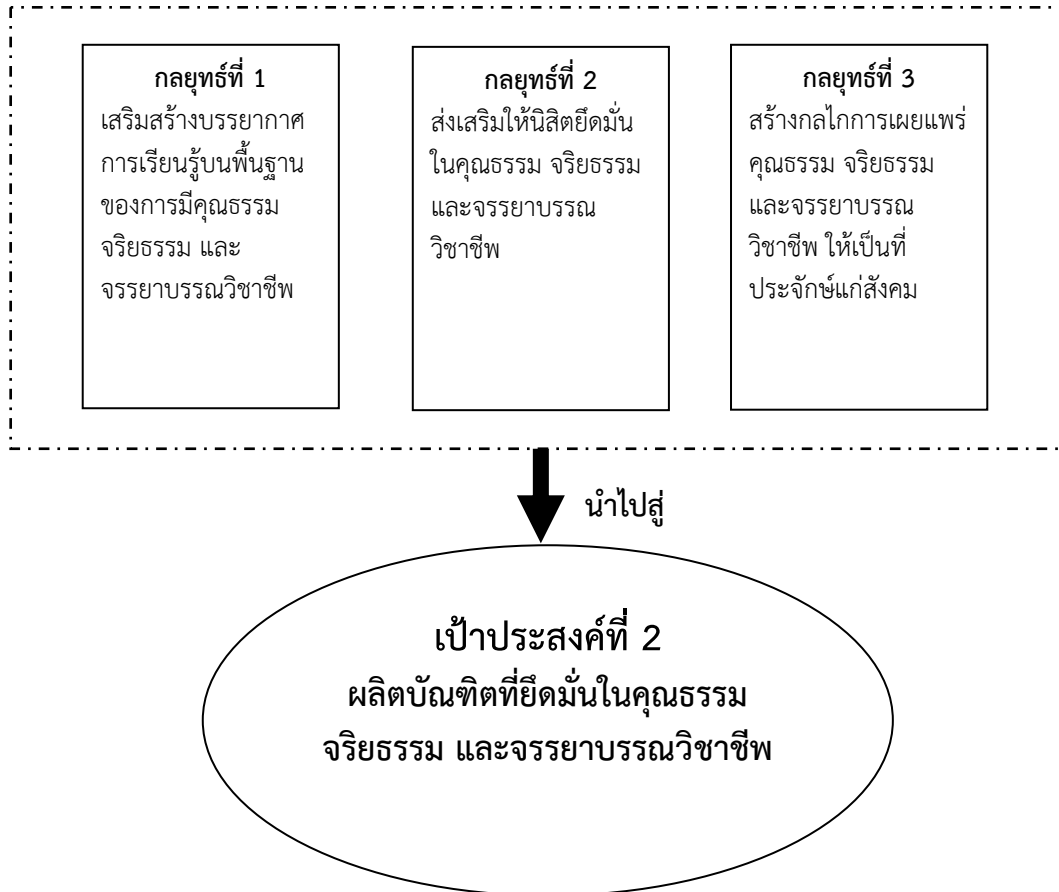 กลยุทธ์ที่ 1
เสริมสร้างบรรยากาศ
การเรียนรู้บนพื้นฐาน
ของการมีคุณธรรม
จริยธรรม และ
จรรยาบรรณวิชาชีพ
กลยุทธ์ที่ 2
ส่งเสริมให้นิสิตยึดมั่น
ในคุณธรรม จริยธรรม
และจรรยาบรรณ
วิชาชีพ
กลยุทธ์ที่ 3
สร้างกลไกการเผยแพร่
คุณธรรม จริยธรรม
และจรรยาบรรณ
วิชาชีพ ให้เป็นที่
ประจักษ์แก่สังคม
นำไปสู่
เป้าประสงค์ที่ 2
ผลิตบัณฑิตที่ยึดมั่นในคุณธรรม
จริยธรรม และจรรยาบรรณวิชาชีพ